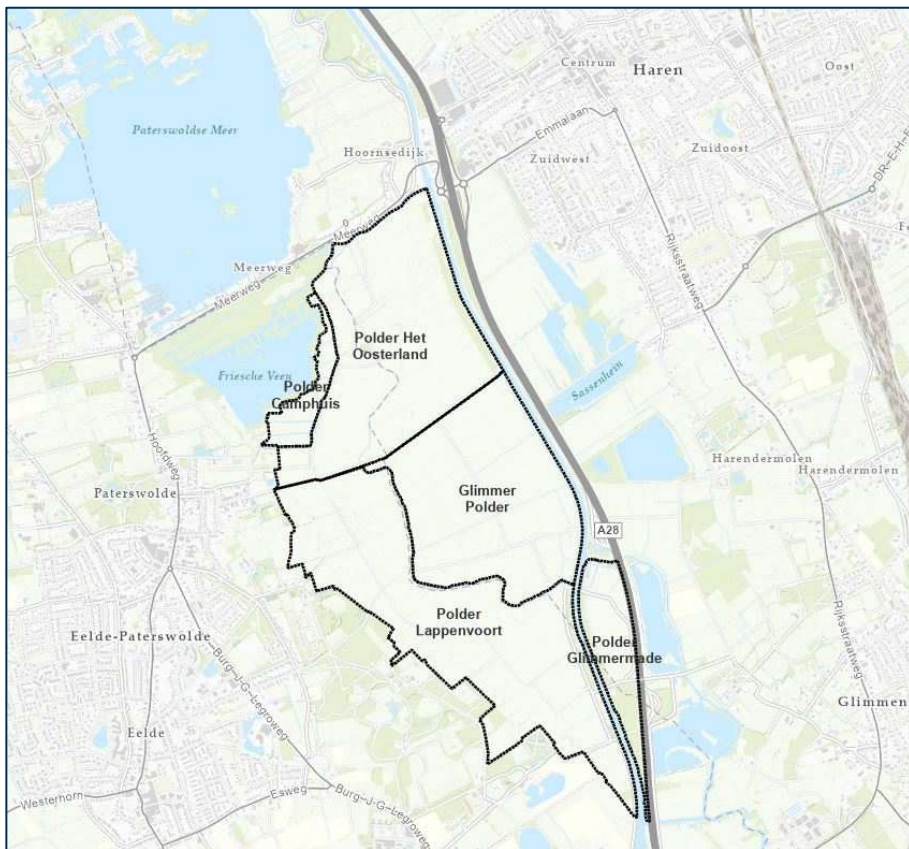 Haren
Centrum
Oost
Paterswoldse Meer
Emmalaan
Hoornsedijk
Zuidwest
Zuidoost
DR-E-H-E
Meerweg
Meerweg
Meerweg
Rijksstraatweg
Polder Het
Oosterland
Friesche Veen
Polder
Camphuis
Sassenhein
Hoofdweg
Harendermolen
Harendermolen
Paterswolde
Glimmer
Polder
A28
Polder
Lappenvoort
Polder
Glimmermade
Eelde-Paterswolde
Rijksstraatweg
Burg-J-G-Legroweg
Glimmen
Eelde
Westerhorn
Esweg
Burg-J-G-Legroweg